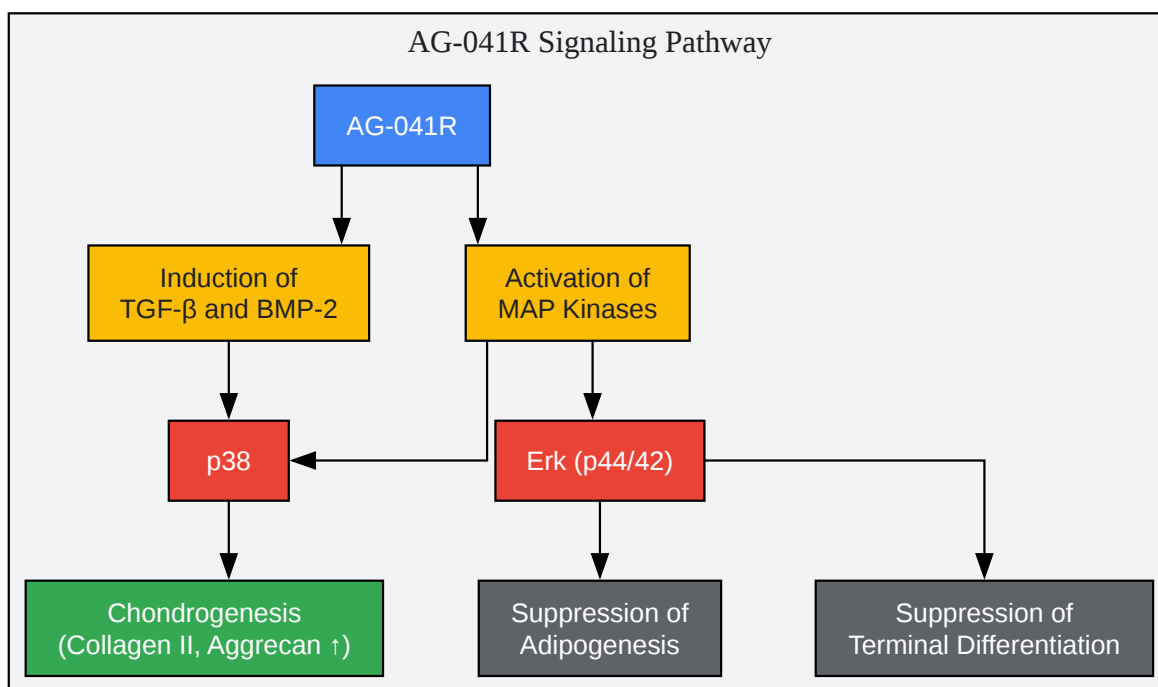 AG-041R Signaling Pathway
AG-041R
Induction of
TGF-β and BMP-2
Activation of
MAP Kinases
p38
Erk (p44/42)
Chondrogenesis
(Collagen II, Aggrecan ↑)
Suppression of
Adipogenesis
Suppression of
Terminal Differentiation